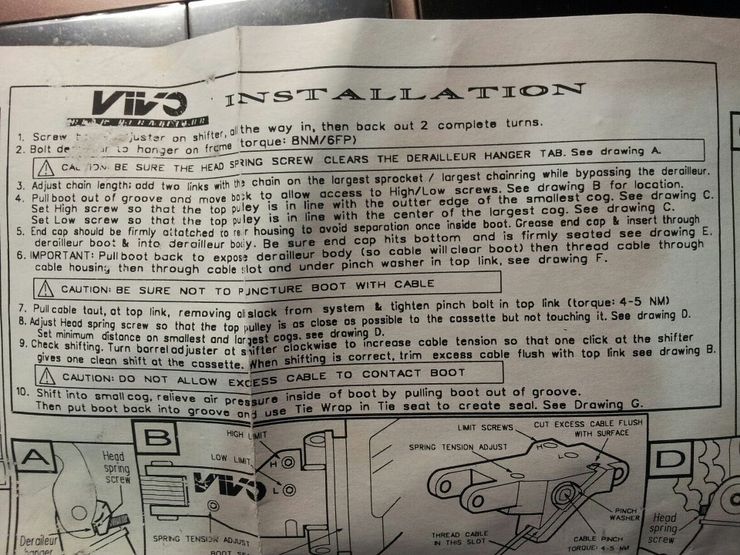 VIVO INSTALLATION
REAR DERAILLEUR
1. Screw juster on shifter, all the way in, then back out 2 complete turns.
2. Bolt de to hanger on frame torque: 8NM/6FP)
BE SURE THE HEAD SPRING SCREW CLEARS THE DERAILLEUR HANGER TAB. See drawing A.
3. Adjust chain length; add two links with the chain on the largest sprocket / largest chainring while bypassing the derailleur.
4. Pull boot out of groove and move back to allow access to High/Low screws. See drawing B for location.
Set High screw so that the top pulley is in line with the outter edge of the smallest cog. See drawing C.
Set Low screw so that the top pulley is in line with the center of the largest cog. See drawing C.
5. End cap should be firmly attatched to rear housing to avoid separation once inside boot. Grease end cap & insert through
derailleur boot & into derailleur body. Be sure end cap hits bottom and is firmly seated see drawing E.
6. IMPORTANT: Pull boot back to expose derailleur body (so cable will clear boot) then thread cable through
cable housing then through cable slot and under pinch washer in top link, see drawing F.
CAUTION: BE SURE NOT TO PUNCTURE BOOT WITH CABLE
7. Pull cable taut, at top link, removing all slack from system & tighten pinch bolt in top link (torque: 4-5 NM)
8. Adjust Head spring screw so that the top pulley is as close as possible to the cassette but not touching it. See drawing D.
Set minimum distance on smallest and largest cogs. see drawing D.
9. Check shifting. Turn barrel adjuster at shifter clockwise to increase cable tension so that one click at the shifter
gives one clean shift at the cassette. When shifting is correct, trim excess cable flush with top link see drawing B.
CAUTION: DO NOT ALLOW EXCESS CABLE TO CONTACT BOOT
10. Shift into small cog, relieve air pressure inside of boot by pulling boot out of groove.
Then put boot back into groove and use Tie Wrap in Tie seat to create seal. See Drawing G.
A
Head
spring
screw
Derailleur
hanger
B
HIGH LIMIT
LOW LIMIT
H
L
VIVO
SPRING TENSION ADJUST
LIMIT SCREWS
SPRING TENSION ADJUST
CUT EXCESS CABLE FLUSH
WITH SURFACE
PINCH
WASHER
THREAD CABLE
IN THIS SLOT
CABLE PINCH
TORQUE: 4-5 NM
D
Head
spring
screw